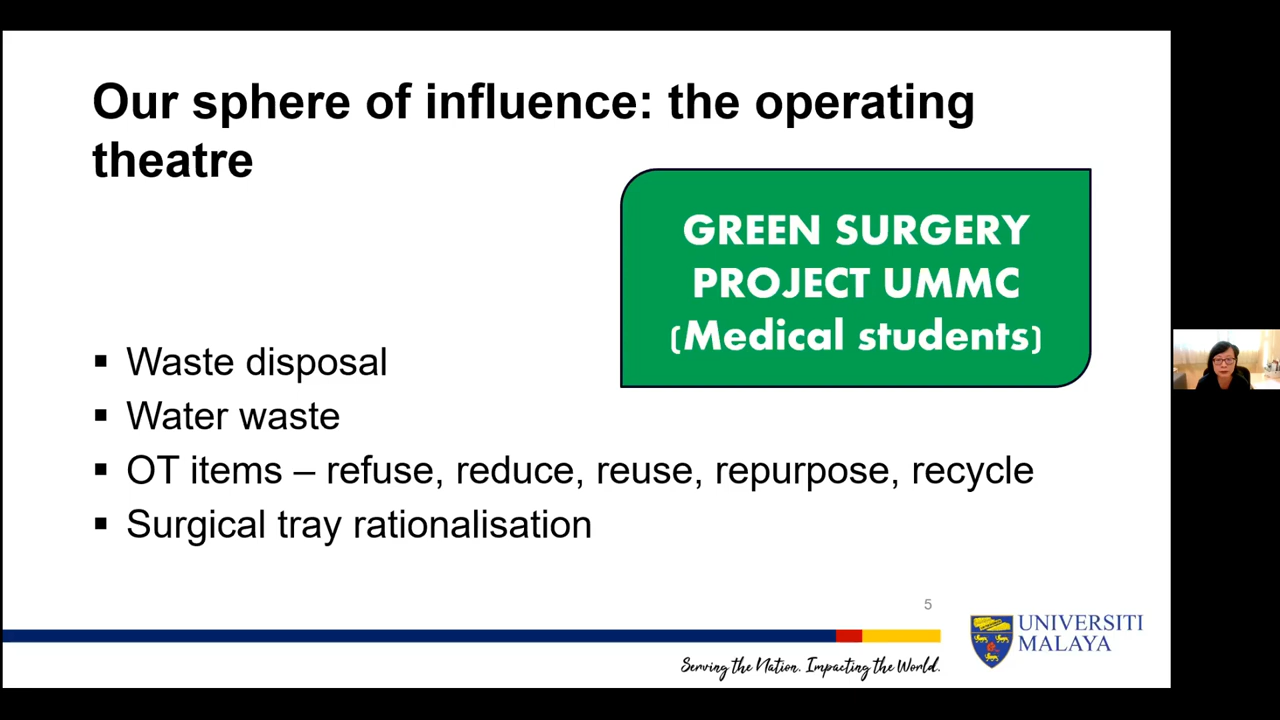 Our sphere of influence: the operating
theatre
GREEN SURGERY
PROJECT UMMC
(Medical students)
▪ Waste disposal
▪ Water waste
▪ OT items – refuse, reduce, reuse, repurpose, recycle
▪ Surgical tray rationalisation
5
UNIVERSITI
MALAYA
Serving the Nation. Impacting the World.